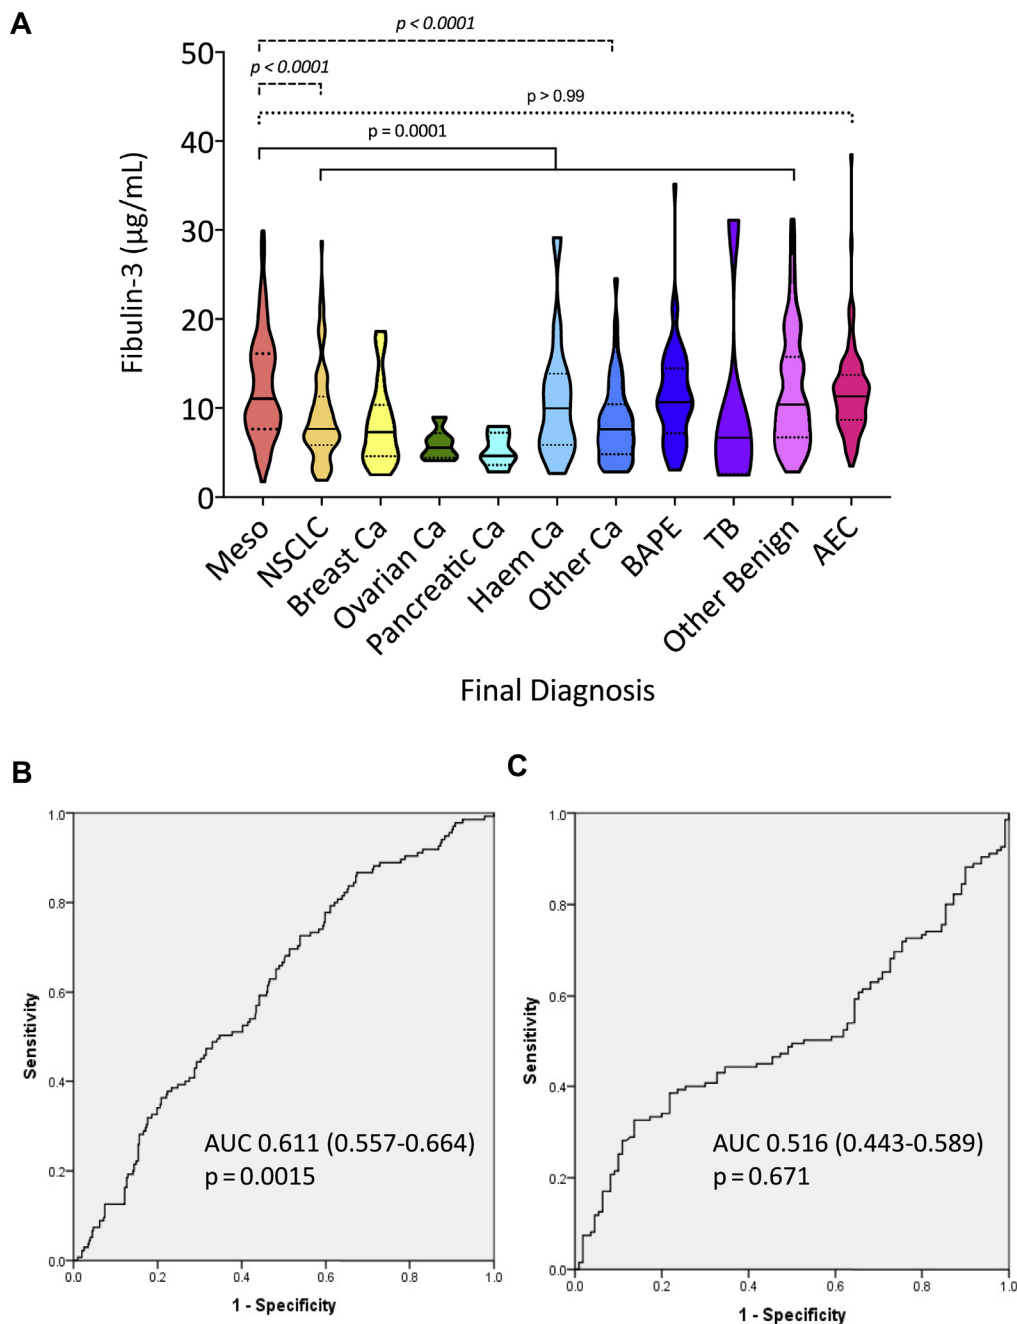 A
p < 0.0001
50
p < 0.0001
p > 0.99
p = 0.0001
40
30
20
10
0
Fibulin-3 (µg/mL)
Meso
NSCLC
Breast Ca
Ovarian Ca
Pancreatic Ca
Haem Ca
Other Ca
BAPE
TB
Other Benign
AEC
Final Diagnosis
B
1.0
0.8
0.6
0.4
0.2
0.0
Sensitivity
AUC 0.611 (0.557-0.664)
p = 0.0015
0.0 0.2 0.4 0.6 0.8 1.0
1 - Specificity
C
1.0
0.8
0.6
0.4
0.2
0.0
Sensitivity
AUC 0.516 (0.443-0.589)
p = 0.671
0.0 0.2 0.4 0.6 0.8 1.0
1 - Specificity